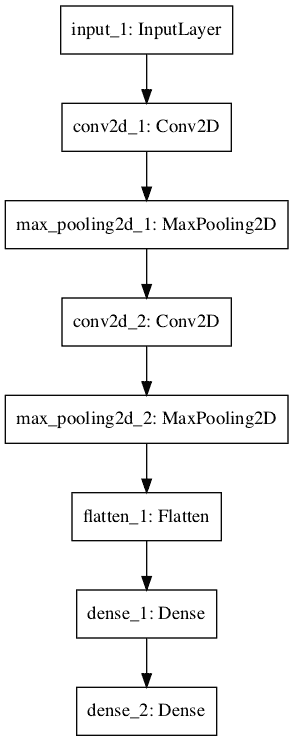 input_1: InputLayer
conv2d_1: Conv2D
max_pooling2d_1: MaxPooling2D
conv2d_2: Conv2D
max_pooling2d_2: MaxPooling2D
flatten_1: Flatten
dense_1: Dense
dense_2: Dense